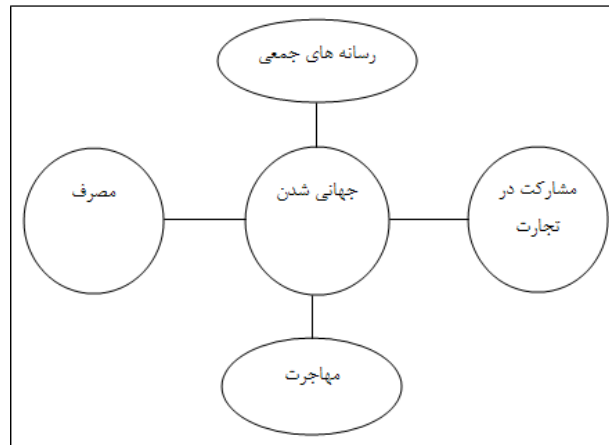 رسانه های جمعی
مشارکت در
تجارت
جهانی شدن
مصرف
مهاجرت